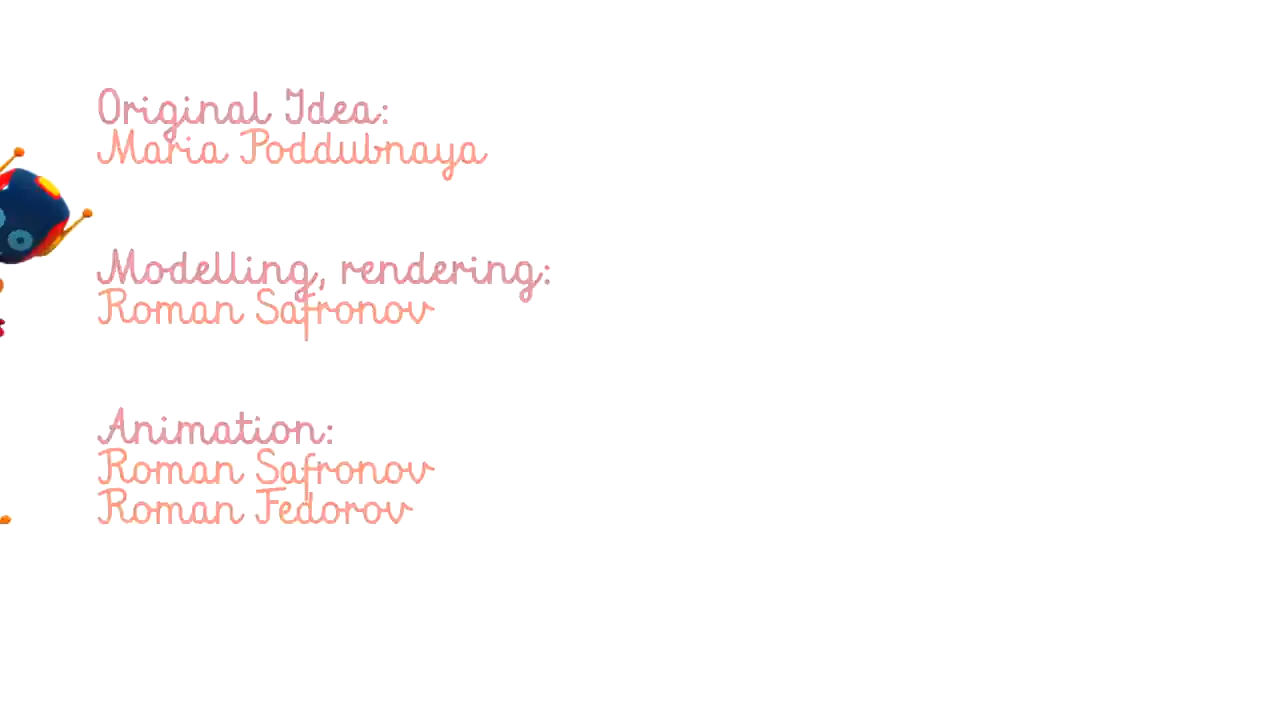 Original Idea:
Maria Poddubnaya
Modelling, rendering:
Roman Safronov
Animation:
Roman Safronov
Roman Fedorov